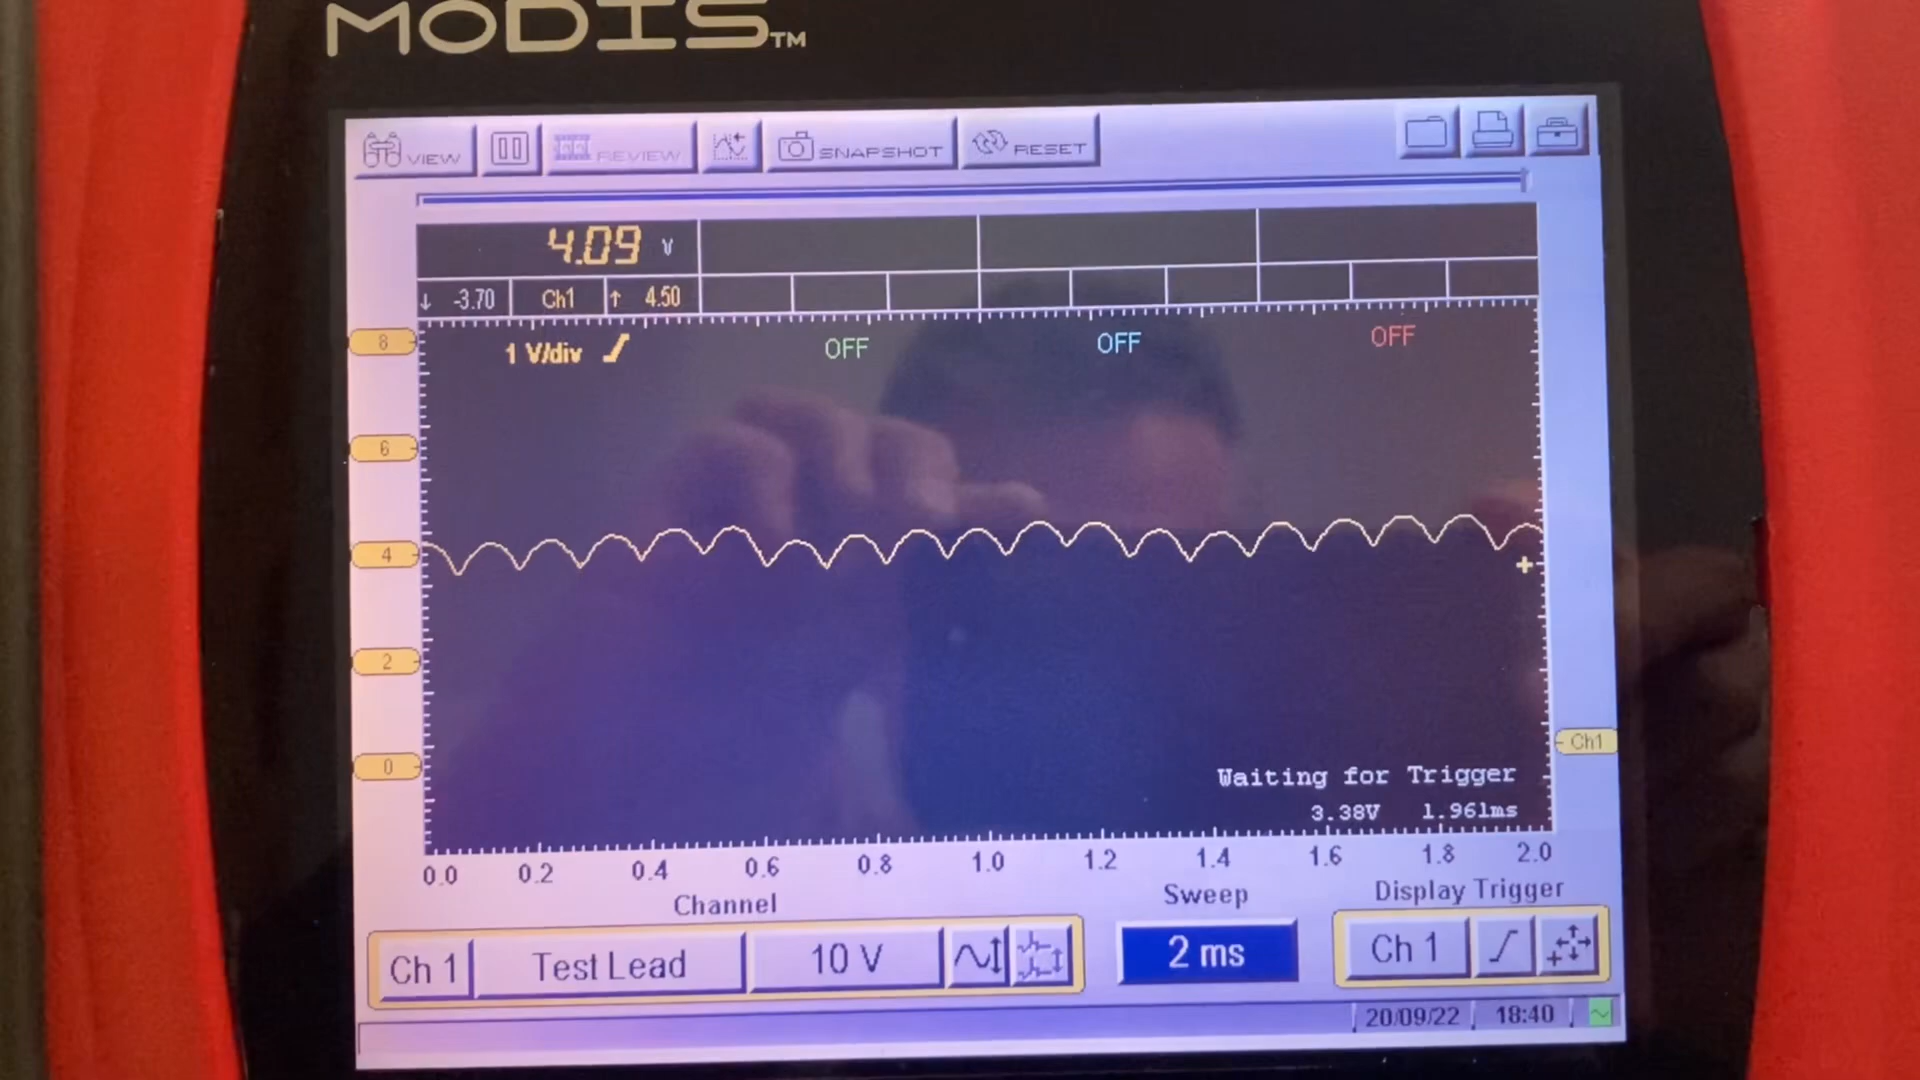 MODIS™
VIEW REVIEW SNAPSHOT RESET
4.09 V
↓ -3.70 Ch1 ↑ 4.50
8
1 V/div OFF OFF OFF
6
4
2
Ch1
0
Waiting for Trigger
3.38V 1.961ms
0.0 0.2 0.4 0.6 0.8 1.0 1.2 1.4 1.6 1.8 2.0
Channel Sweep Display Trigger
Ch 1 Test Lead 10 V 2 ms Ch 1
20/09/22 18:40